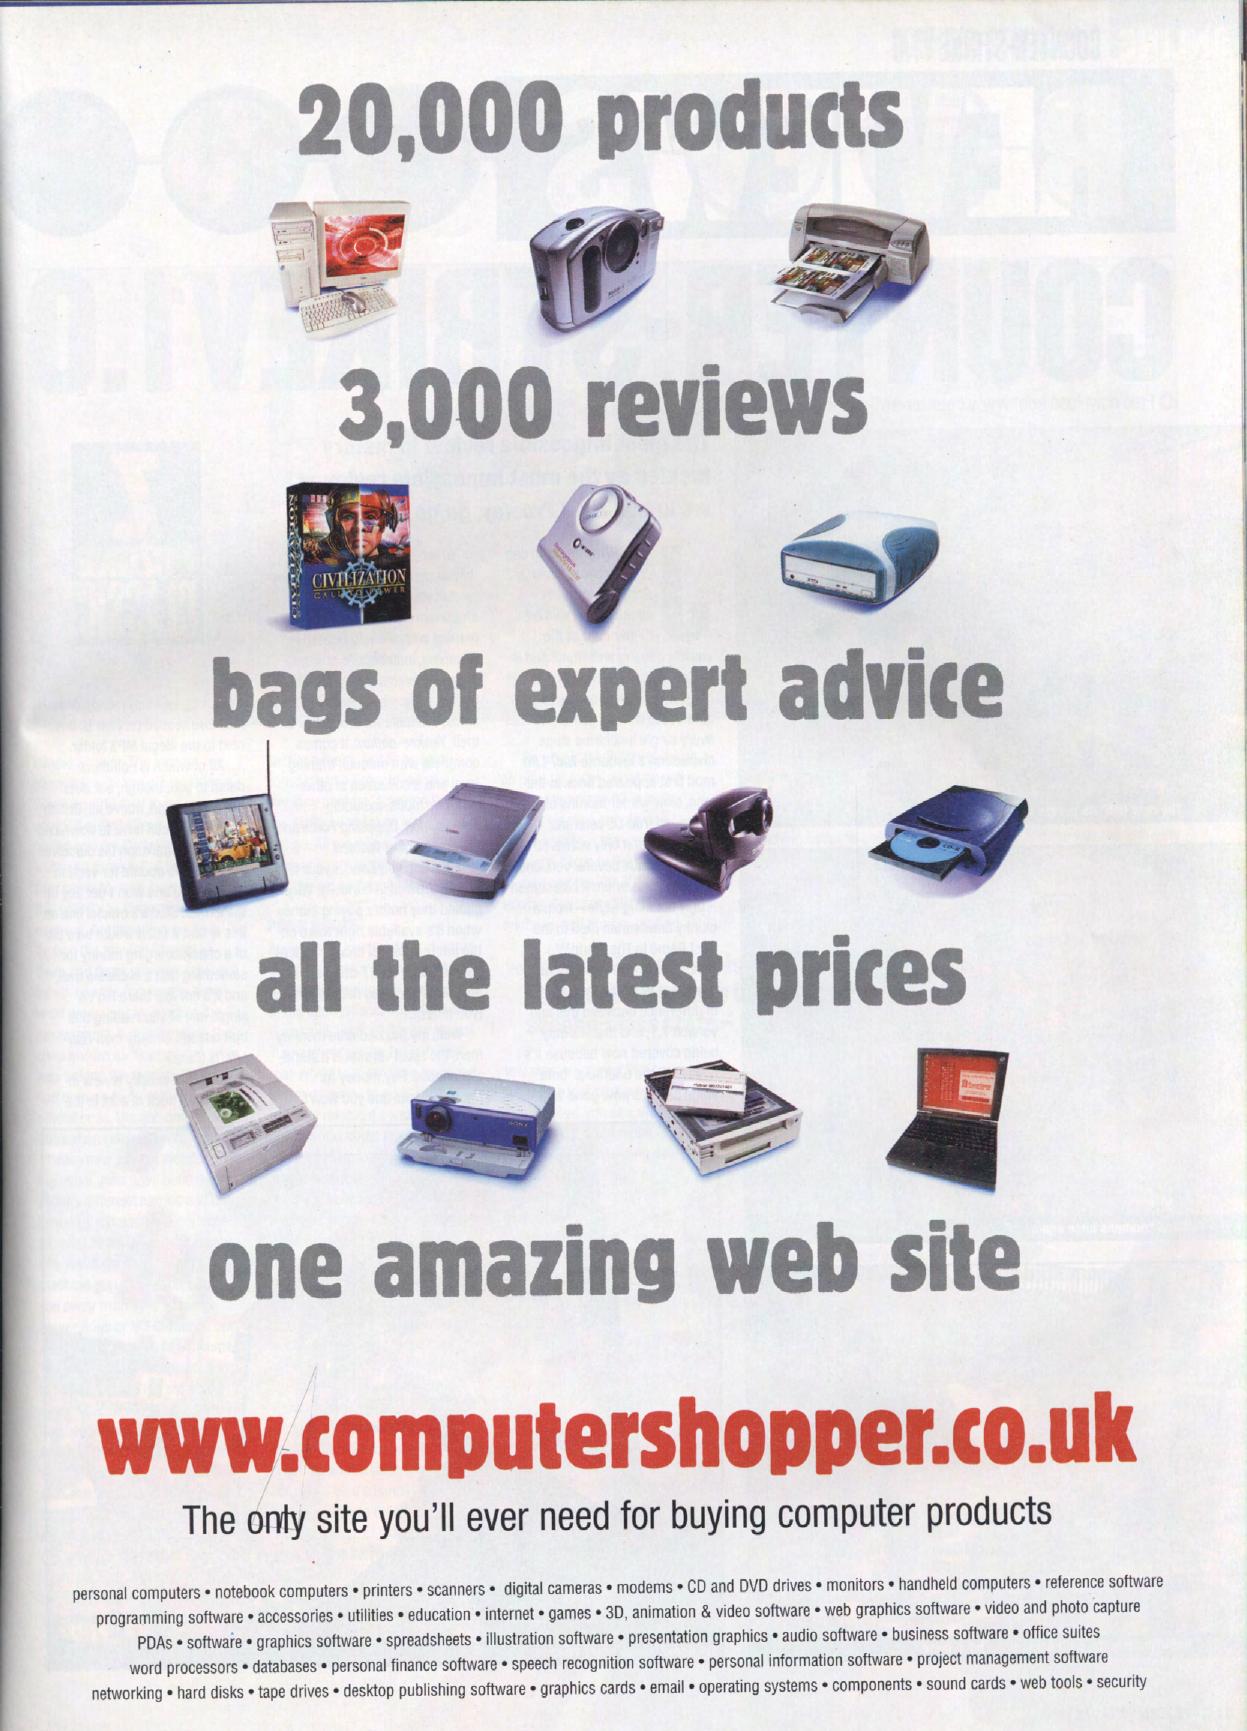 20,000 products
3,000 reviews
CIVILIZATION
CIVILIZATION
CALL TO POWER
bags of expert advice
all the latest prices
SONY
one amazing web site
www.computershopper.co.uk
The only site you'll ever need for buying computer products
personal computers • notebook computers • printers • scanners • digital cameras • modems • CD and DVD drives • monitors • handheld computers • reference software
programming software • accessories • utilities • education • internet • games • 3D, animation & video software • web graphics software • video and photo capture
PDAs • software • graphics software • spreadsheets • illustration software • presentation graphics • audio software • business software • office suites
word processors • databases • personal finance software • speech recognition software • personal information software • project management software
networking • hard disks • tape drives • desktop publishing software • graphics cards • email • operating systems • components • sound cards • web tools • security